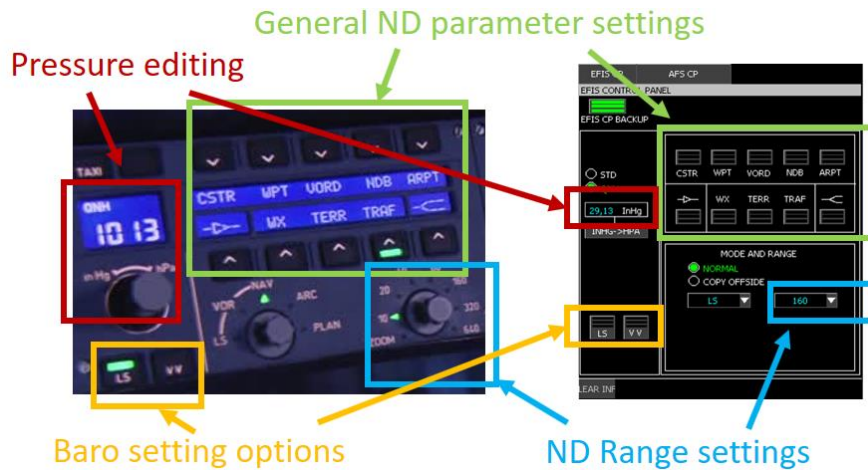 General ND parameter settings
Pressure editing
TAXI
QNH
1013
in Hg
hPa
CSTR WPT VORD NDB ARPT
WX TERR TRAF
VOR
NAV
ARC
PLAN
LS
10
20
160
320
640
ZOOM
LS
VV
EFIS CP
AFS CP
EFIS CONTROL PANEL
EFIS CP BACKUP
STD
29,13 InHg
INHG->HPA
LS
VV
CSTR WPT VORD NDB ARPT
WX TERR TRAF
MODE AND RANGE
NORMAL
COPY OFFSIDE
LS
160
LEAR INF
Baro setting options
ND Range settings